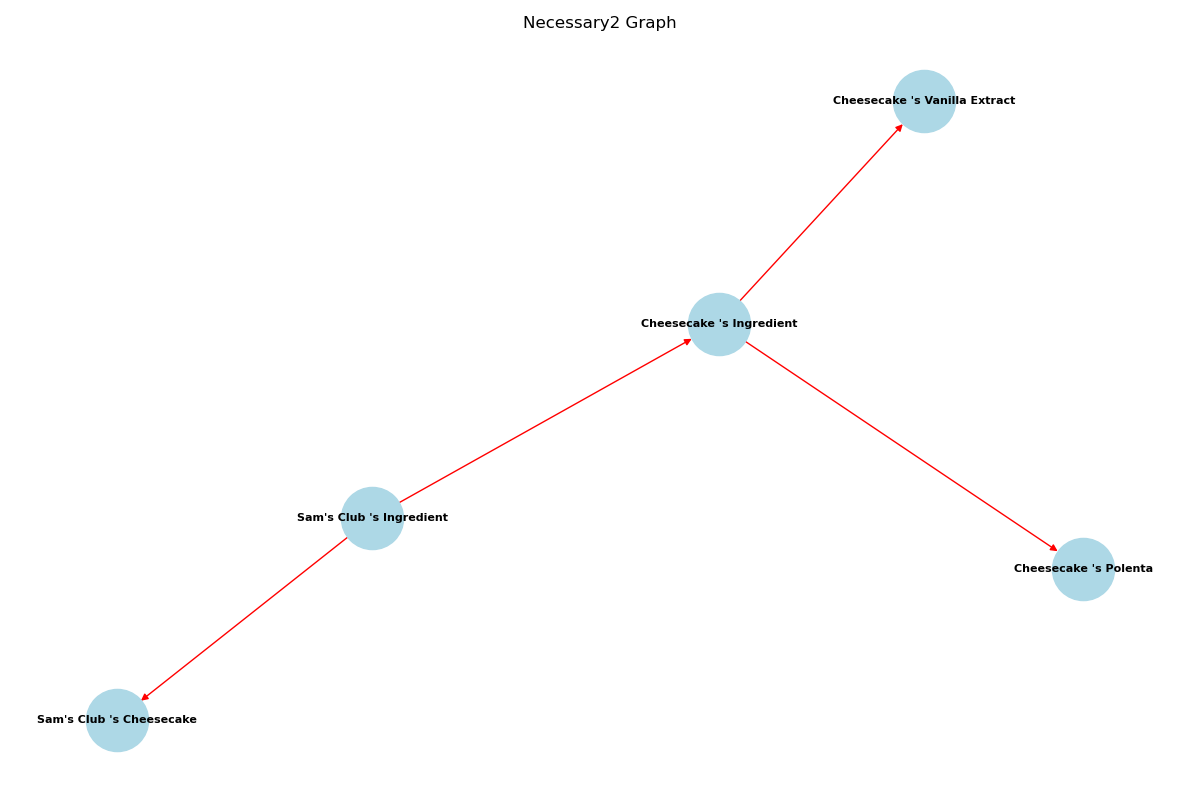 Necessary2 Graph
Cheesecake 's Vanilla Extract
Cheesecake 's Ingredient
Sam's Club 's Ingredient
Cheesecake 's Polenta
Sam's Club 's Cheesecake